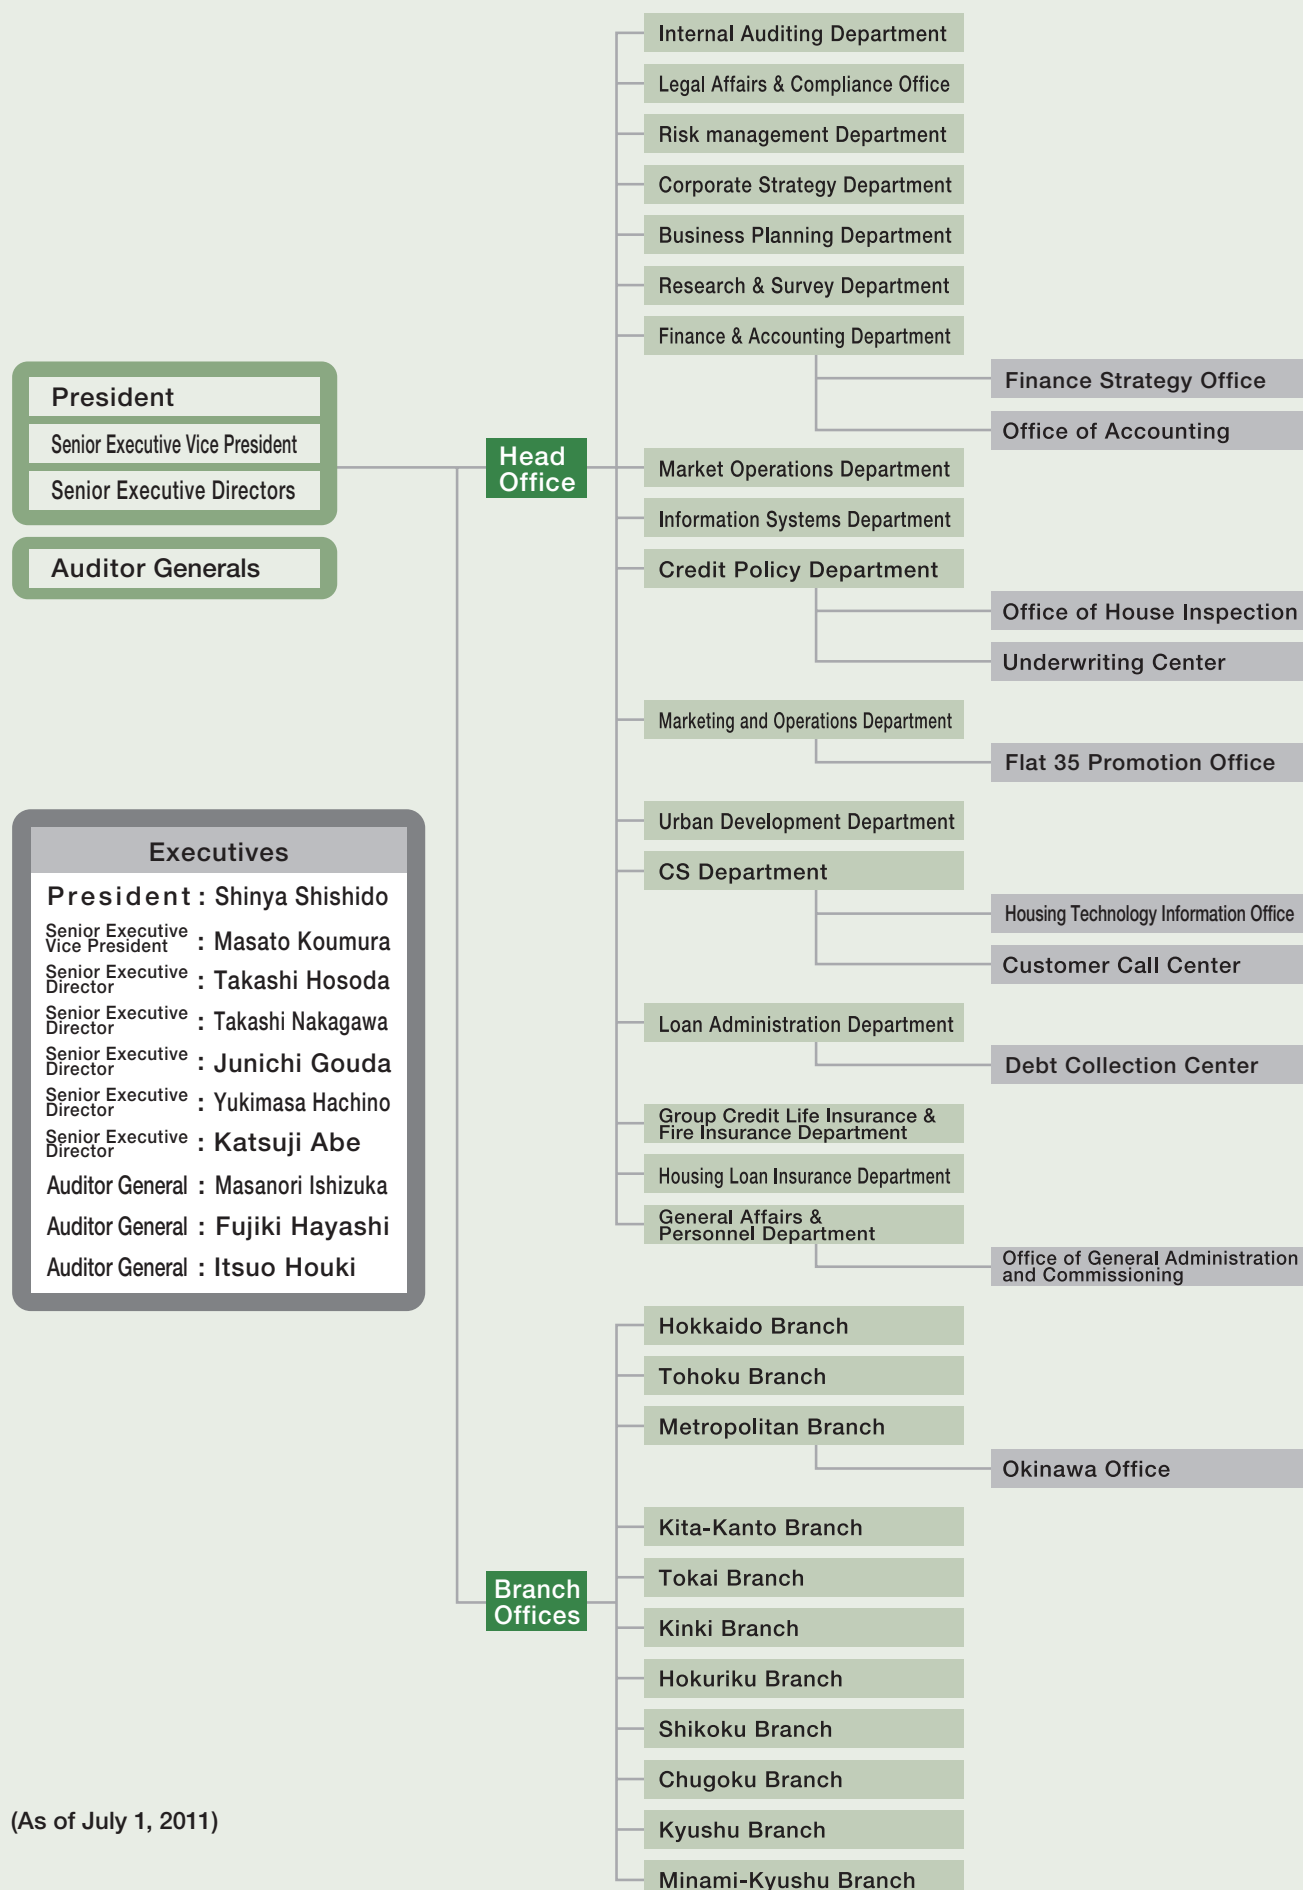 President
Senior Executive Vice President
Senior Executive Directors
Auditor Generals
Executives
President : Shinya Shishido
Senior Executive
Vice President : Masato Koumura
Senior Executive
Director : Takashi Hosoda
Senior Executive
Director : Takashi Nakagawa
Senior Executive
Director : Junichi Gouda
Senior Executive
Director : Yukimasa Hachino
Senior Executive
Director : Katsuji Abe
Auditor General : Masanori Ishizuka
Auditor General : Fujiki Hayashi
Auditor General : Itsuo Houki
(As of July 1, 2011)
Head
Office
Internal Auditing Department
Legal Affairs & Compliance Office
Risk management Department
Corporate Strategy Department
Business Planning Department
Research & Survey Department
Finance & Accounting Department
Finance Strategy Office
Office of Accounting
Market Operations Department
Information Systems Department
Credit Policy Department
Office of House Inspection
Underwriting Center
Marketing and Operations Department
Flat 35 Promotion Office
Urban Development Department
CS Department
Housing Technology Information Office
Customer Call Center
Loan Administration Department
Debt Collection Center
Group Credit Life Insurance &
Fire Insurance Department
Housing Loan Insurance Department
General Affairs &
Personnel Department
Office of General Administration
and Commissioning
Branch
Offices
Hokkaido Branch
Tohoku Branch
Metropolitan Branch
Okinawa Office
Kita-Kanto Branch
Tokai Branch
Kinki Branch
Hokuriku Branch
Shikoku Branch
Chugoku Branch
Kyushu Branch
Minami-Kyushu Branch